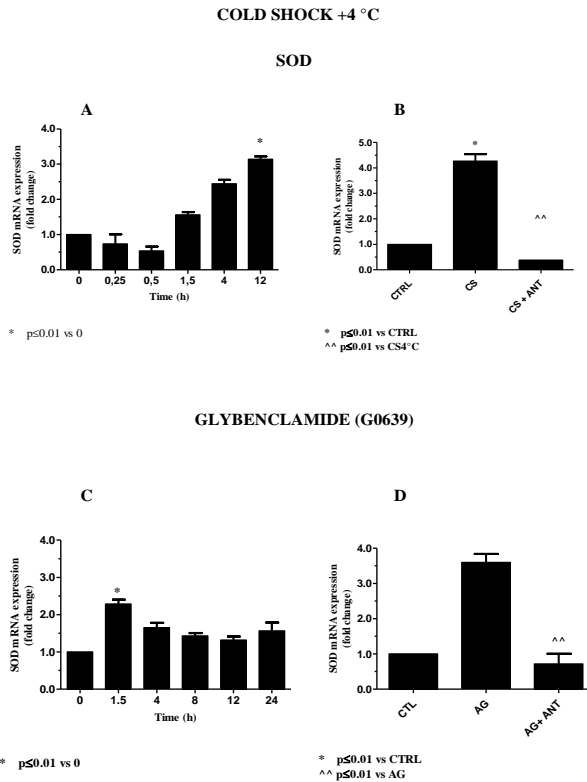 COLD SHOCK +4 °C
SOD
A
SOD mRNA expression
(fold change)
4.0
3.0
2.0
1.0
0.0
*
0 0,25 0,5 1,5 4 12
Time (h)
* p≤0.01 vs 0
B
SOD mRNA expression
(fold change)
5.0
4.0
3.0
2.0
1.0
0.0
*
^^
CTRL CS CS + ANT
* p≤0.01 vs CTRL
^^ p≤0.01 vs CS4°C
GLYBENCLAMIDE (G0639)
C
SOD mRNA expression
(fold change)
4.0
3.0
2.0
1.0
0.0
*
0 1.5 4 8 12 24
Time (h)
* p≤0.01 vs 0
D
SOD mRNA expression
(fold change)
4.0
3.0
2.0
1.0
0.0
^^
CTL AG AG+ ANT
* p≤0.01 vs CTRL
^^ p≤0.01 vs AG